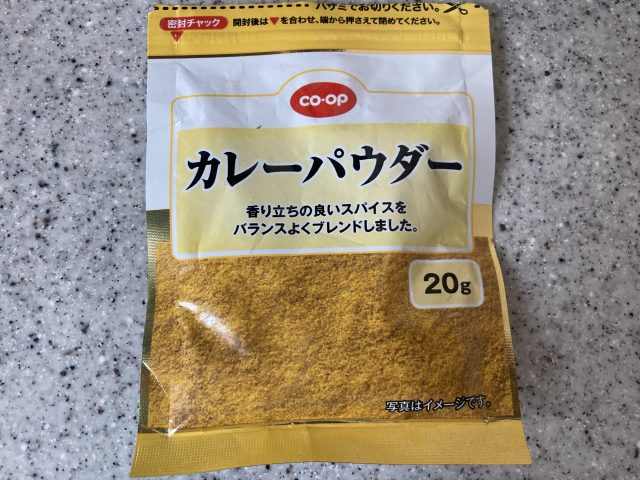 ハサミでお切りください。
密封チャック 開封後は▼を合わせ、端から押さえて閉めてください。
co・op
カレーパウダー
香り立ちの良いスパイスを
バランスよくブレンドしました。
20g
写真はイメージです。